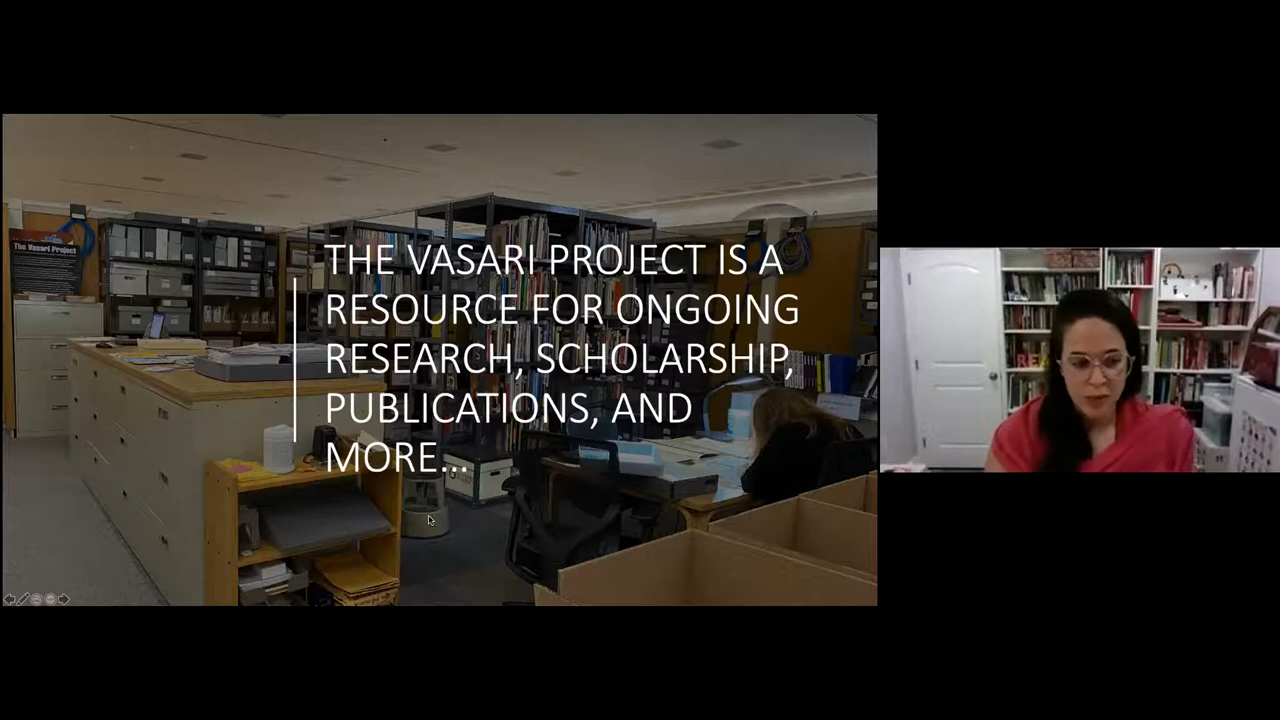 The Vasari Project
THE VASARI PROJECT IS A
RESOURCE FOR ONGOING
RESEARCH, SCHOLARSHIP,
PUBLICATIONS, AND
MORE...